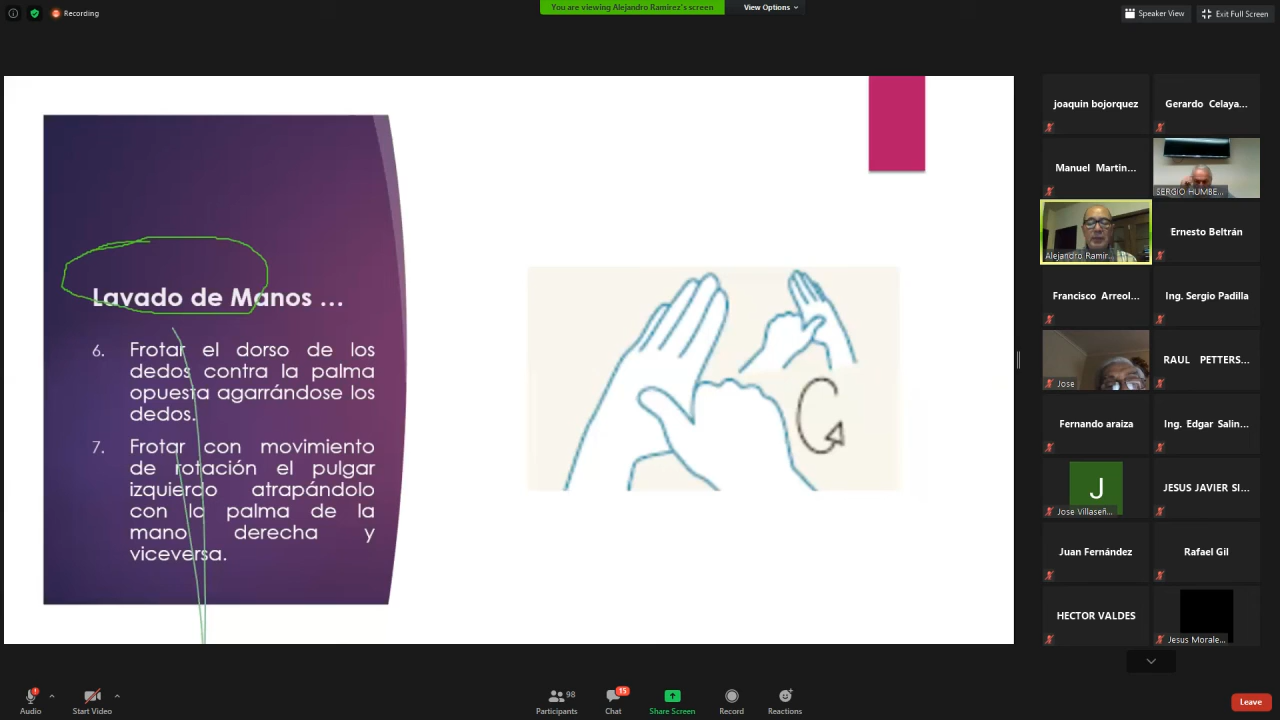 Recording
You are viewing Alejandro Ramirez's screen
View Options
Speaker View
Exit Full Screen
Lavado de Manos ...
6. Frotar el dorso de los
dedos contra la palma
opuesta agarrándose los
dedos.
7. Frotar con movimiento
de rotación el pulgar
izquierdo atrapándolo
con la palma de la
mano derecha y
viceversa.
joaquin bojorquez
Gerardo Celaya...
Manuel Martin...
SERGIO HUMBE...
Alejandro Ramir...
Ernesto Beltrán
Francisco Arreol...
Ing. Sergio Padilla
Jose
RAUL PETTERS...
Fernando araiza
Ing. Edgar Salin...
J
Jose Villaseñ...
JESUS JAVIER SI...
Juan Fernández
Rafael Gil
HECTOR VALDES
Jesus Morale...
Audio
Start Video
98
Participants
15
Chat
Share Screen
Record
Reactions
Leave